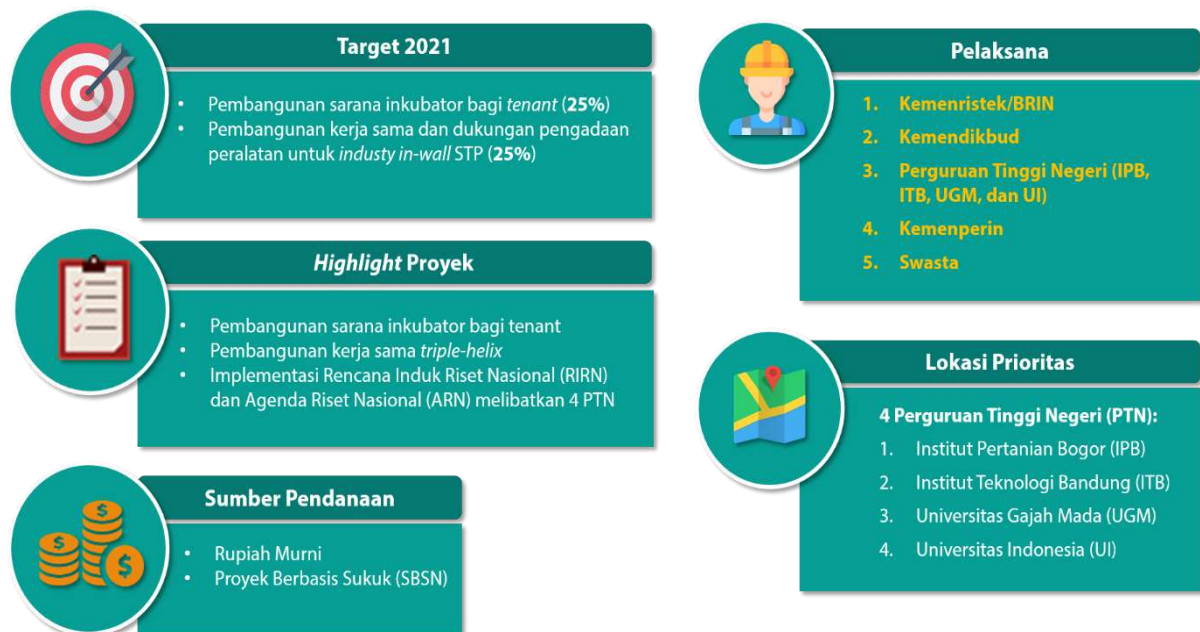 Target 2021
• Pembangunan sarana inkubator bagi tenant (25%)
• Pembangunan kerja sama dan dukungan pengadaan
peralatan untuk industy in-wall STP (25%)
Highlight Proyek
• Pembangunan sarana inkubator bagi tenant
• Pembangunan kerja sama triple-helix
• Implementasi Rencana Induk Riset Nasional (RIRN)
dan Agenda Riset Nasional (ARN) melibatkan 4 PTN
Sumber Pendanaan
• Rupiah Murni
• Proyek Berbasis Sukuk (SBSN)
Pelaksana
1. Kemenristek/BRIN
2. Kemendikbud
3. Perguruan Tinggi Negeri (IPB,
ITB, UGM, dan UI)
4. Kemenperin
5. Swasta
Lokasi Prioritas
4 Perguruan Tinggi Negeri (PTN):
1. Institut Pertanian Bogor (IPB)
2. Institut Teknologi Bandung (ITB)
3. Universitas Gajah Mada (UGM)
4. Universitas Indonesia (UI)